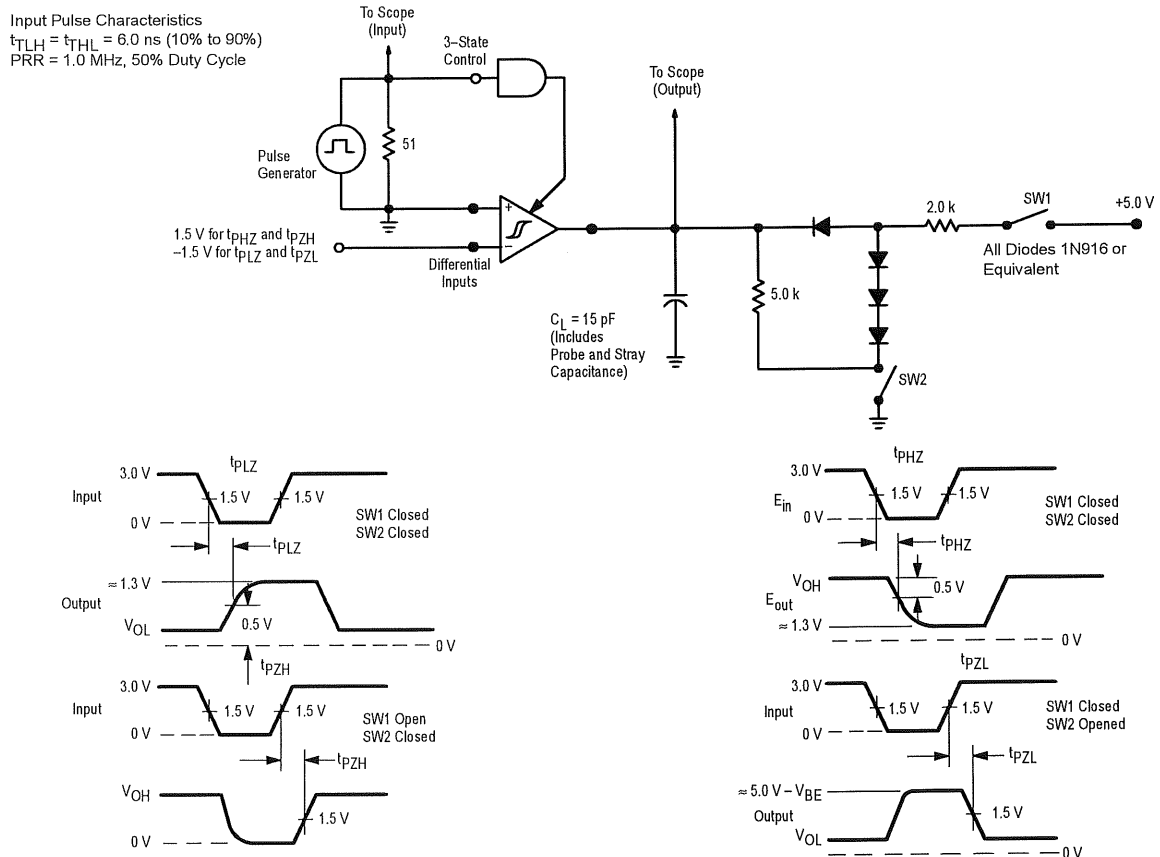 Input Pulse Characteristics
tTLH = tTHL = 6.0 ns (10% to 90%)
PRR = 1.0 MHz, 50% Duty Cycle
To Scope
(Input)
3–State
Control
To Scope
(Output)
51
Pulse
Generator
+
–
1.5 V for tPHZ and tPZH
–1.5 V for tPLZ and tPZL
Differential
Inputs
CL = 15 pF
(Includes
Probe and Stray
Capacitance)
5.0 k
2.0 k
SW1
+5.0 V
All Diodes 1N916 or
Equivalent
SW2
tPLZ
3.0 V
Input
1.5 V
1.5 V
0 V
SW1 Closed
SW2 Closed
tPLZ
≈ 1.3 V
Output
0.5 V
VOL
0 V
tPZH
3.0 V
Input
1.5 V
1.5 V
0 V
SW1 Open
SW2 Closed
tPZH
VOH
1.5 V
0 V
tPHZ
3.0 V
Ein
1.5 V
1.5 V
0 V
SW1 Closed
SW2 Closed
tPHZ
VOH
0.5 V
Eout
≈ 1.3 V
0 V
tPZL
3.0 V
Input
1.5 V
1.5 V
0 V
SW1 Closed
SW2 Opened
tPZL
≈ 5.0 V – VBE
Output
1.5 V
VOL
0 V